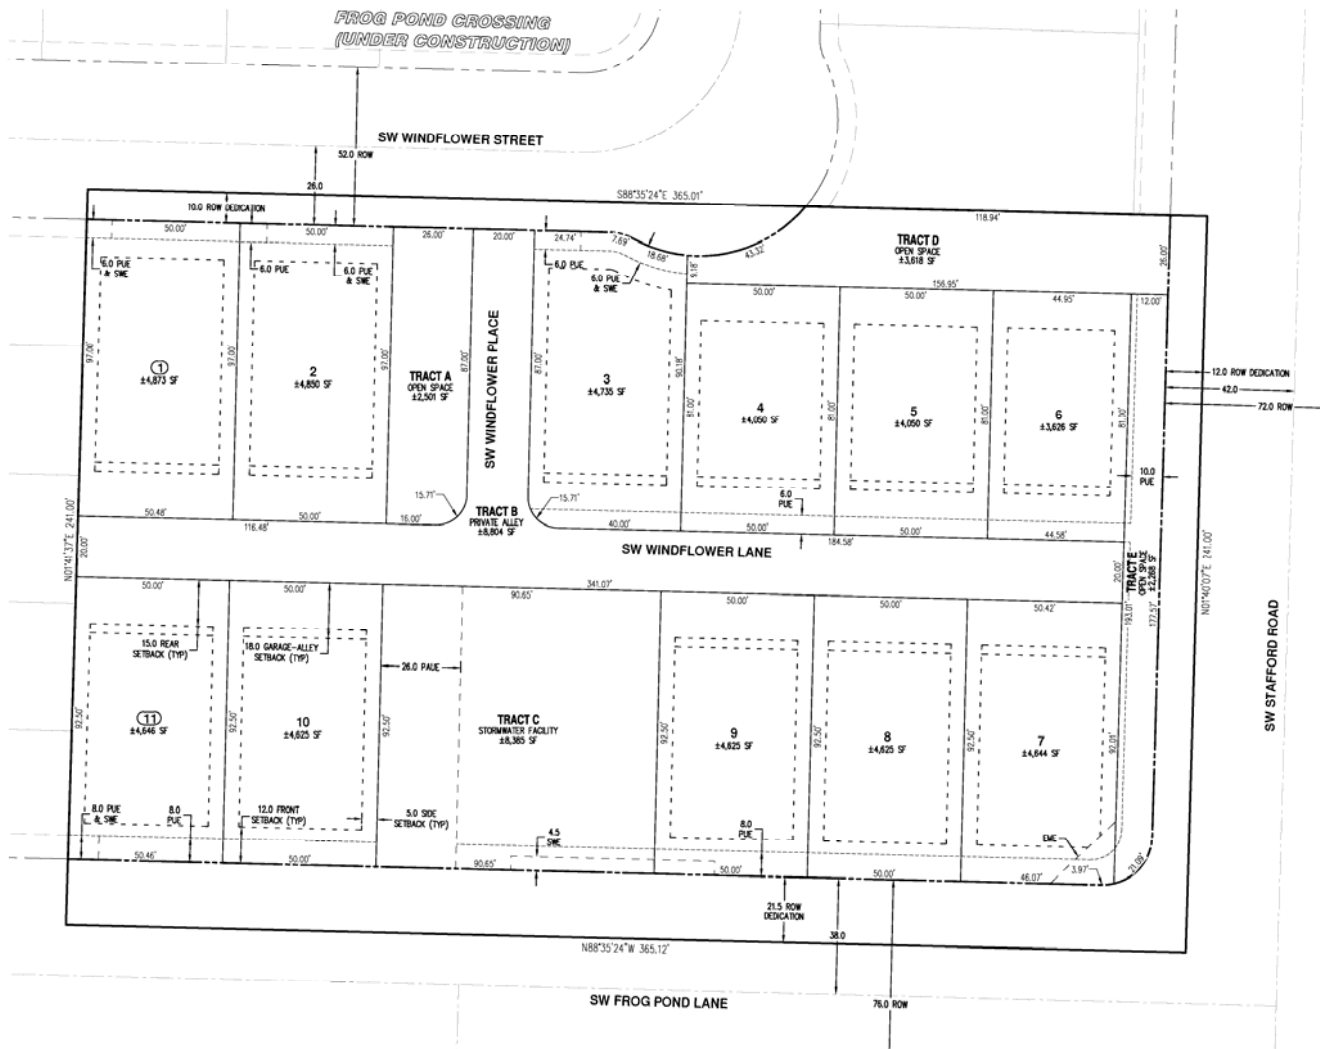 FROG POND CROSSING
(UNDER CONSTRUCTION)
SW WINDFLOWER STREET
52.0 ROW
26.0
S88°35'24"E 365.01'
10.0 ROW DEDICATION
118.94'
50.00'
50.00'
26.00'
20.00'
24.74'
7.69'
18.68'
43.32'
9.18'
TRACT D
OPEN SPACE
±3,618 SF
26.00'
6.0 PUE
& SWE
6.0 PUE
6.0 PUE
& SWE
6.0 PUE
6.0 PUE
& SWE
156.95'
50.00'
50.00'
44.95'
12.00'
97.00'
1
±4,873 SF
97.00'
2
±4,850 SF
97.00'
TRACT A
OPEN SPACE
±2,501 SF
87.00'
SW WINDFLOWER PLACE
87.00'
3
±4,735 SF
90.18'
81.00'
4
±4,050 SF
81.00'
5
±4,050 SF
81.00'
6
±3,626 SF
12.0 ROW DEDICATION
42.0
72.0 ROW
10.0
PUE
6.0
PUE
15.71'
15.71'
TRACT B
PRIVATE ALLEY
±8,804 SF
50.48'
116.48'
50.00'
16.00'
40.00'
50.00'
184.58'
50.00'
44.58'
SW WINDFLOWER LANE
N01°41'37"E 241.00'
20.00'
20.00'
TRACT E
OPEN SPACE
±2,268 SF
N01°40'07"E 241.00'
SW STAFFORD ROAD
50.00'
50.00'
341.07'
90.65'
50.00'
50.00'
50.42'
193.01'
177.57'
15.0 REAR
SETBACK (TYP)
18.0 GARAGE-ALLEY
SETBACK (TYP)
26.0 PAUE
92.50'
11
±4,646 SF
92.50'
10
±4,625 SF
92.50'
TRACT C
STORMWATER FACILITY
±8,385 SF
92.50'
9
±4,625 SF
92.50'
8
±4,625 SF
92.50'
7
±4,644 SF
92.01'
8.0 PUE
& SWE
8.0
PUE
12.0 FRONT
SETBACK (TYP)
5.0 SIDE
SETBACK (TYP)
4.5
SWE
8.0
PUE
EME
50.46'
50.00'
90.65'
50.00'
50.00'
46.07'
3.97'
21.09'
21.5 ROW
DEDICATION
38.0
N88°35'24"W 365.12'
SW FROG POND LANE
76.0 ROW